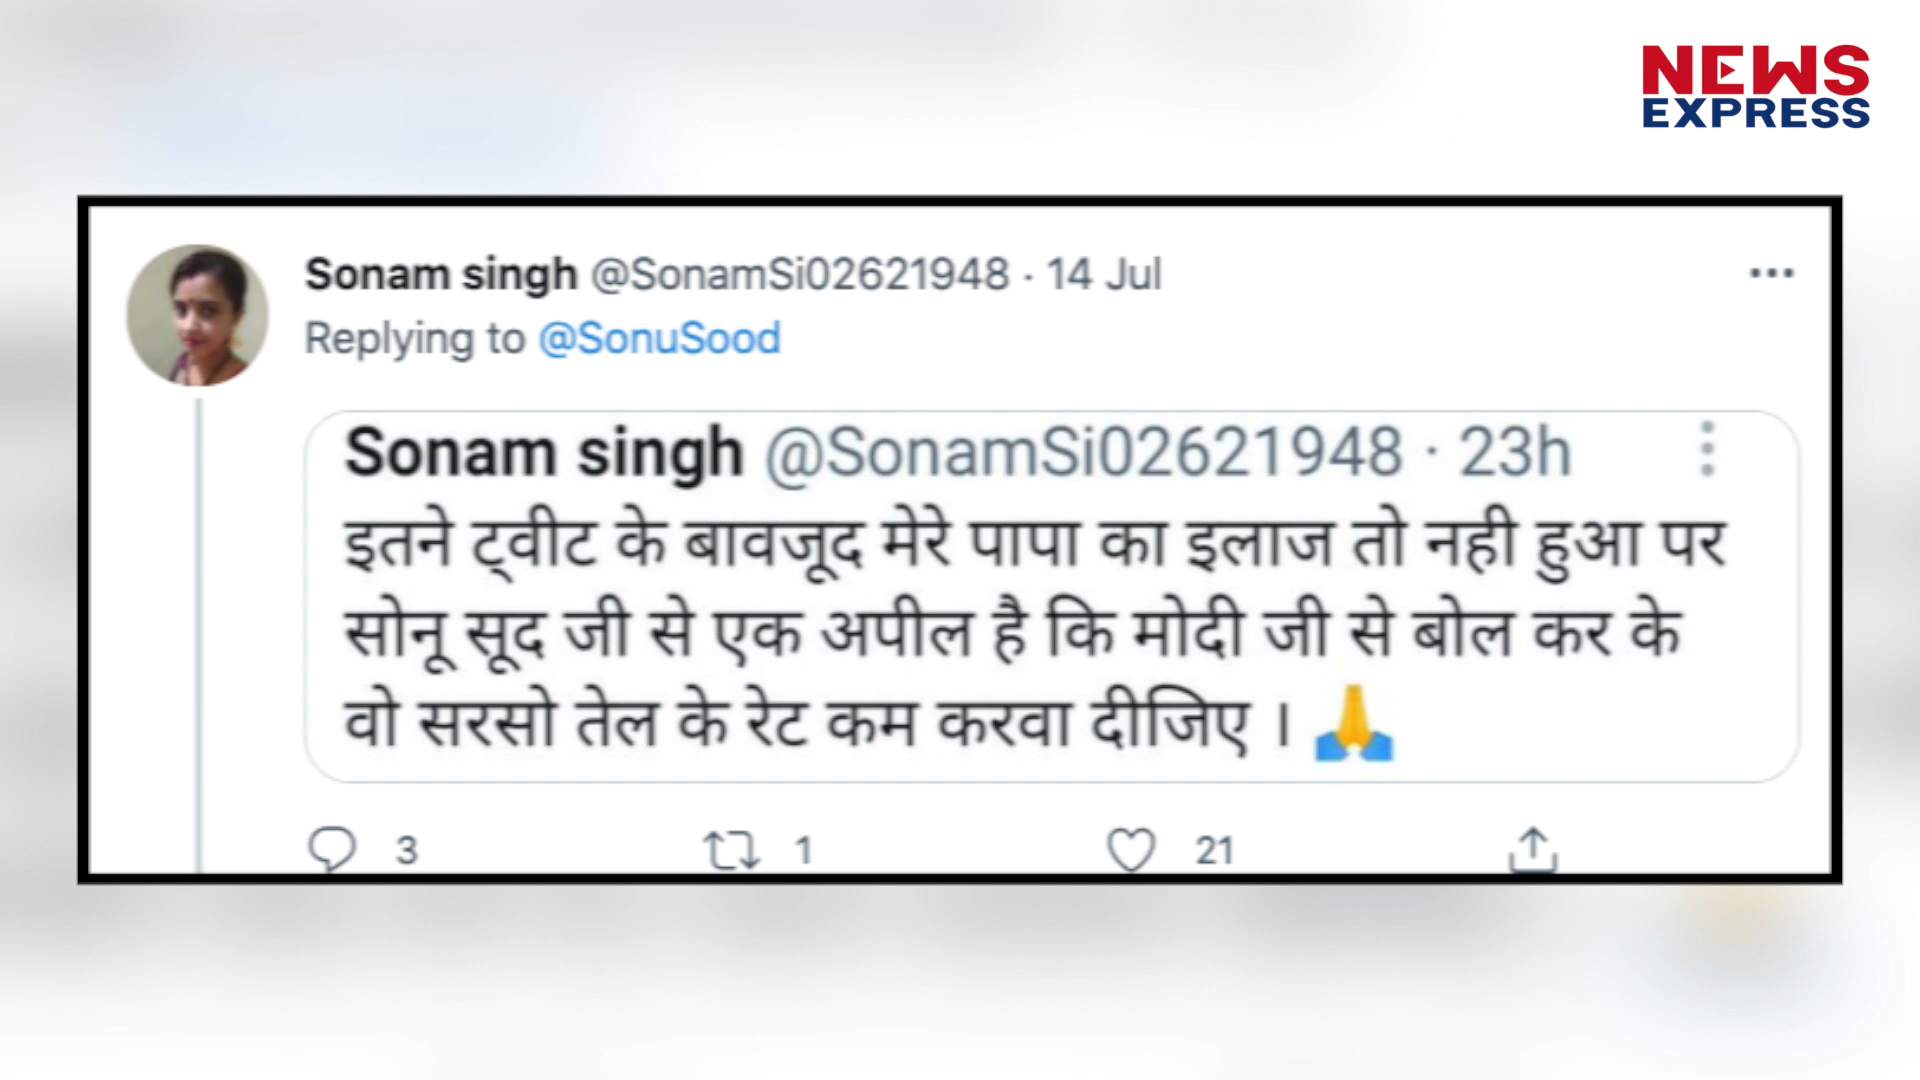 NEWS
EXPRESS
Sonam singh @SonamSi02621948 · 14 Jul
Replying to @SonuSood
Sonam singh @SonamSi02621948 · 23h
इतने ट्वीट के बावजूद मेरे पापा का इलाज तो नही हुआ पर
सोनू सूद जी से एक अपील है कि मोदी जी से बोल कर के
वो सरसो तेल के रेट कम करवा दीजिए । 🙏
3 1 21